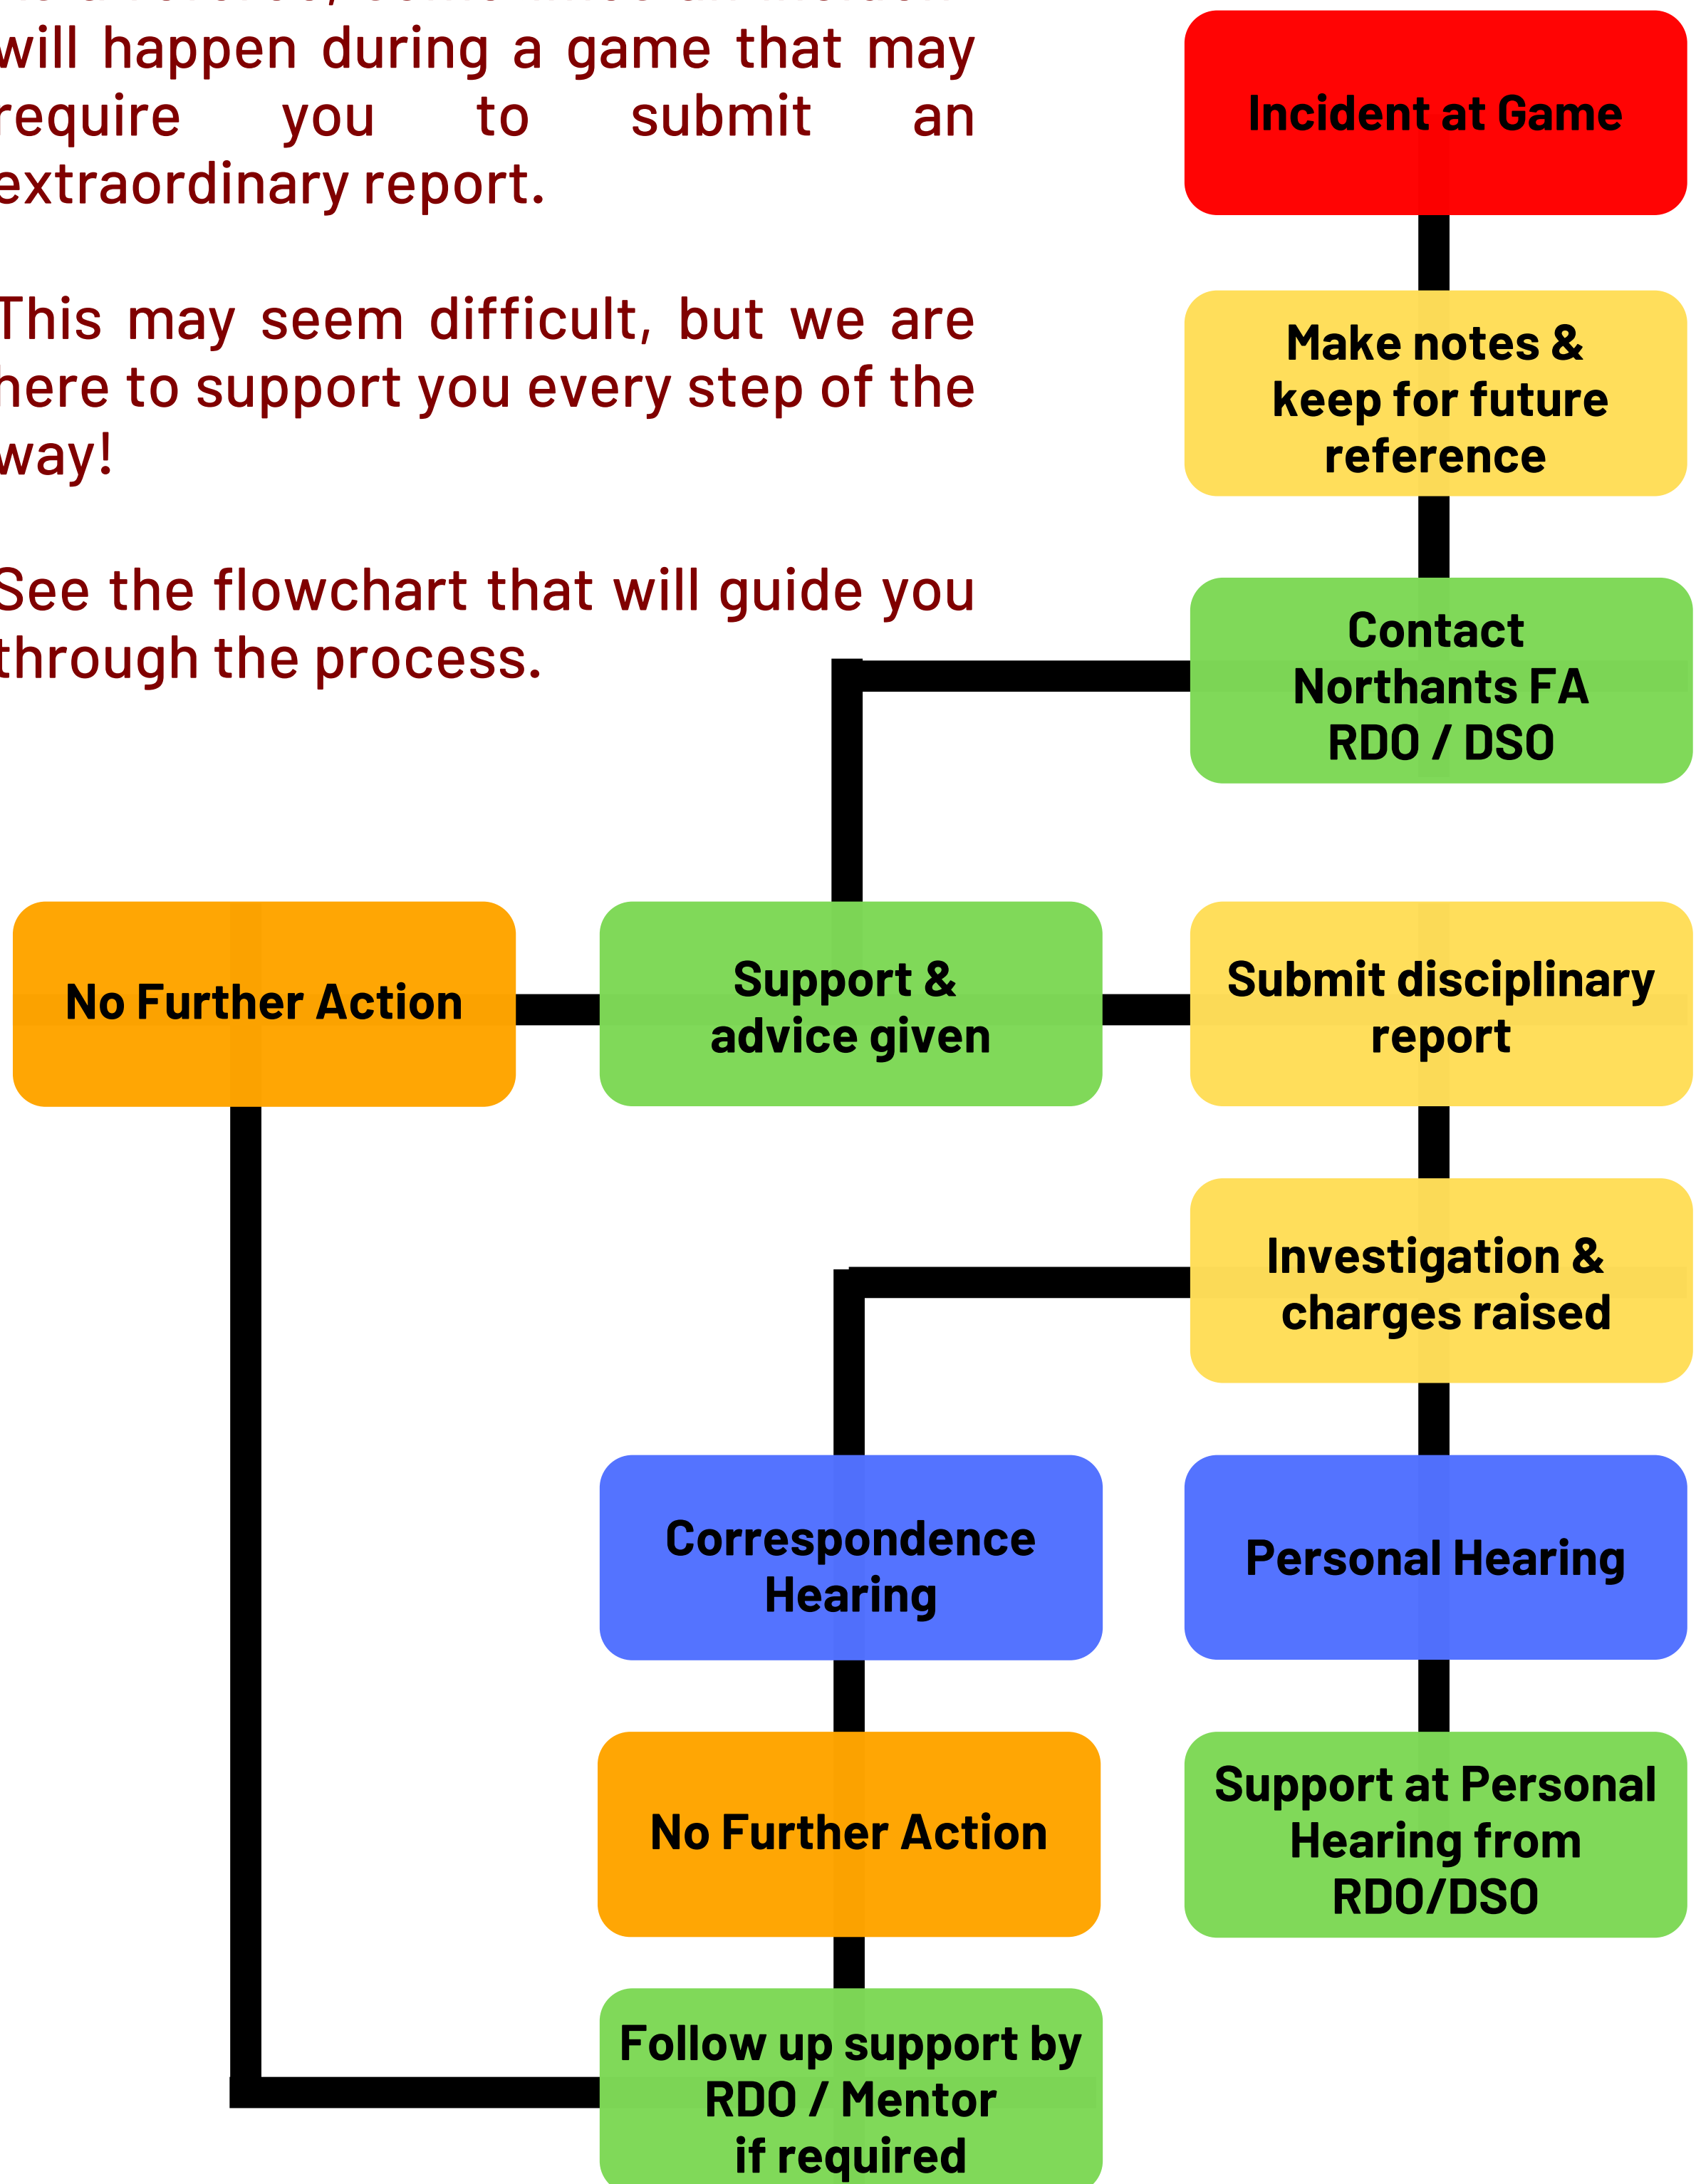 will happen during a game that may
require you to submit an
extraordinary report.
This may seem difficult, but we are
here to support you every step of the
way!
See the flowchart that will guide you
through the process.
Incident at Game
Make notes &
keep for future
reference
Contact
Northants FA
RDO / DSO
No Further Action
Support &
advice given
Submit disciplinary
report
Investigation &
charges raised
Correspondence
Hearing
Personal Hearing
No Further Action
Support at Personal
Hearing from
RDO/DSO
Follow up support by
RDO / Mentor
if required